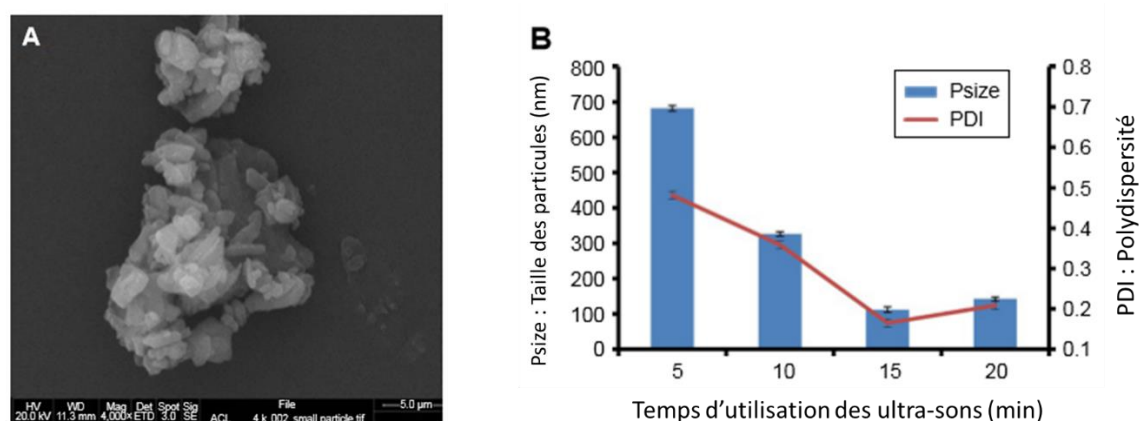 A
HV WD Mag Det Spot Sig File 5.0 µm
20.0 kV 11.3 mm 4,000x ETD 3.0 SE ACL 4 k_002_small particle.tif
B
Psize : Taille des particules (nm)
800
700
600
500
400
300
200
100
0
Psize
PDI
0.8
0.7
0.6
0.5
0.4
0.3
0.2
0.1
PDI : Polydispersité
5 10 15 20
Temps d’utilisation des ultra-sons (min)